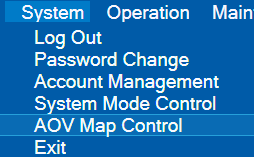 System Operation
Log Out
Password Change
Account Management
System Mode Control
AOV Map Control
Exit